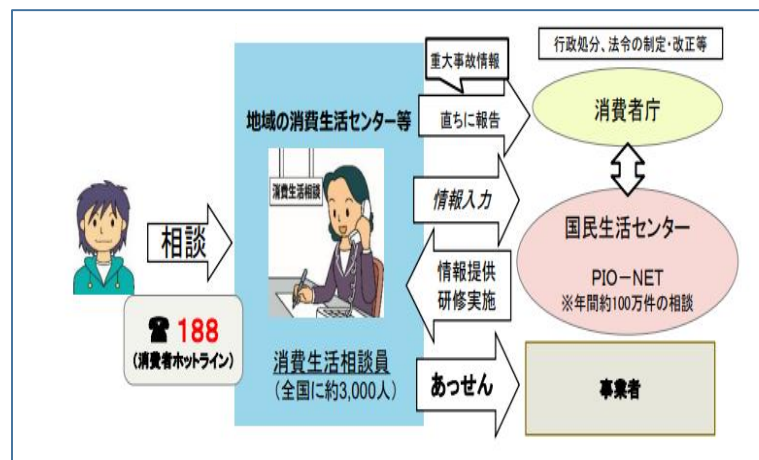 行政処分、法令の制定・改正等
重大事故情報
地域の消費生活センター等
直ちに報告
消費者庁
消費生活相談
相談
情報入力
国民生活センター
PIO－NET
※年間約100万件の相談
情報提供
研修実施
☎ 188
(消費者ホットライン)
消費生活相談員
(全国に約3,000人)
あっせん
事業者